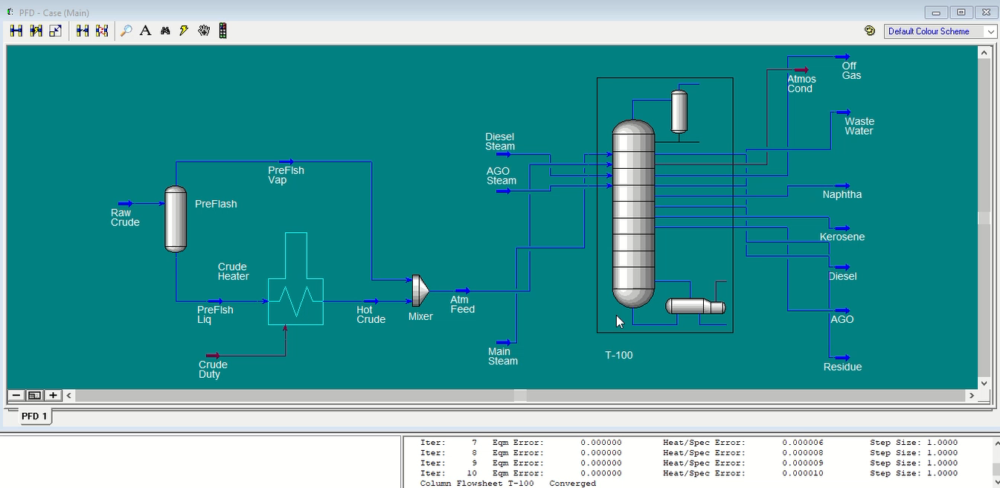 PFD - Case (Main)
A
Default Colour Scheme
Off
Gas
Atmos
Cond
Waste
Water
Diesel
Steam
AGO
Steam
PreFlsh
Vap
Naphtha
PreFlash
Raw
Crude
Kerosene
Crude
Heater
Diesel
Atm
Feed
PreFlsh
Liq
Hot
Crude
Mixer
AGO
Main
Steam
T-100
Crude
Duty
Residue
PFD 1
Iter: 7 Eqm Error: 0.000000 Heat/Spec Error: 0.000006 Step Size: 1.0000
Iter: 8 Eqm Error: 0.000000 Heat/Spec Error: 0.000008 Step Size: 1.0000
Iter: 9 Eqm Error: 0.000000 Heat/Spec Error: 0.000009 Step Size: 1.0000
Iter: 10 Eqm Error: 0.000000 Heat/Spec Error: 0.000010 Step Size: 1.0000
Column Flowsheet T-100 Converged